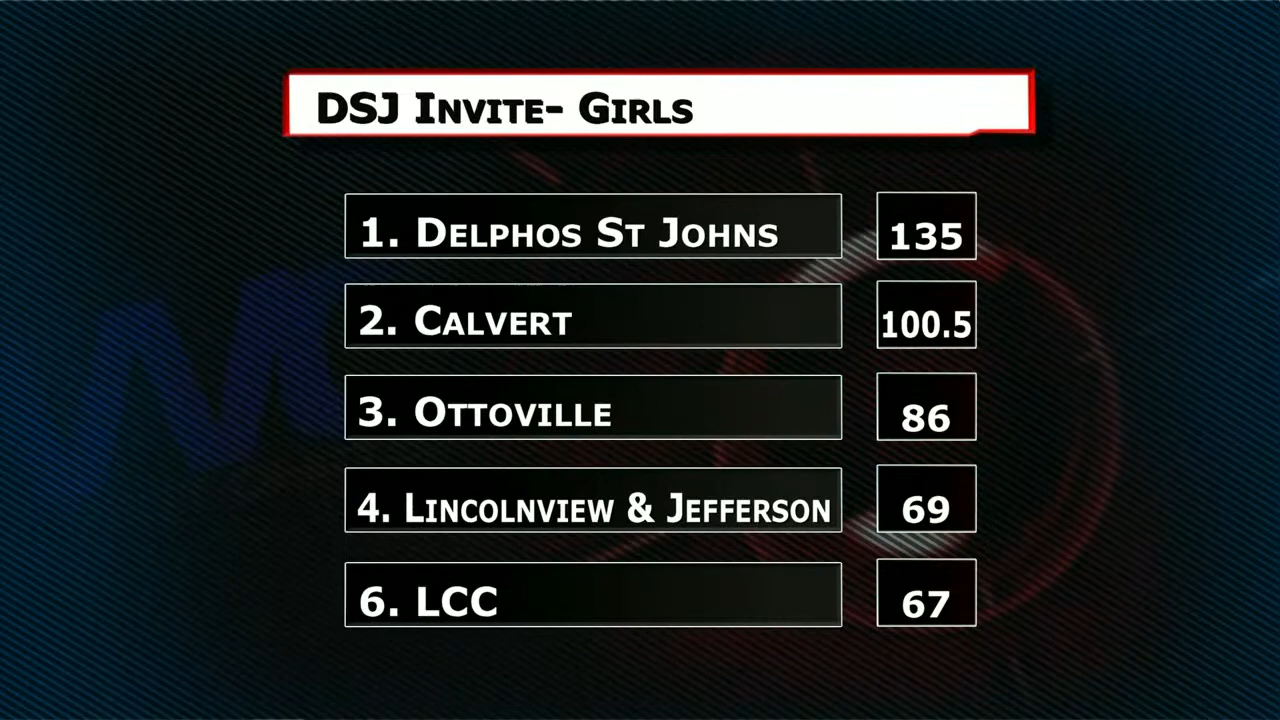 DSJ Invite- Girls
1. Delphos St Johns 135
2. Calvert 100.5
3. Ottoville 86
4. Lincolnview & Jefferson 69
6. LCC 67